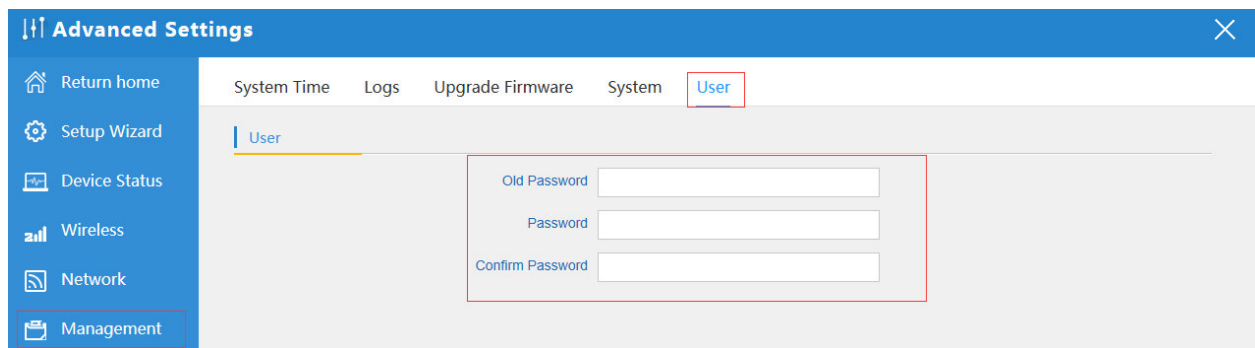 Advanced Settings
Return home
Setup Wizard
Device Status
Wireless
Network
Management
System Time Logs Upgrade Firmware System User
User
Old Password
Password
Confirm Password